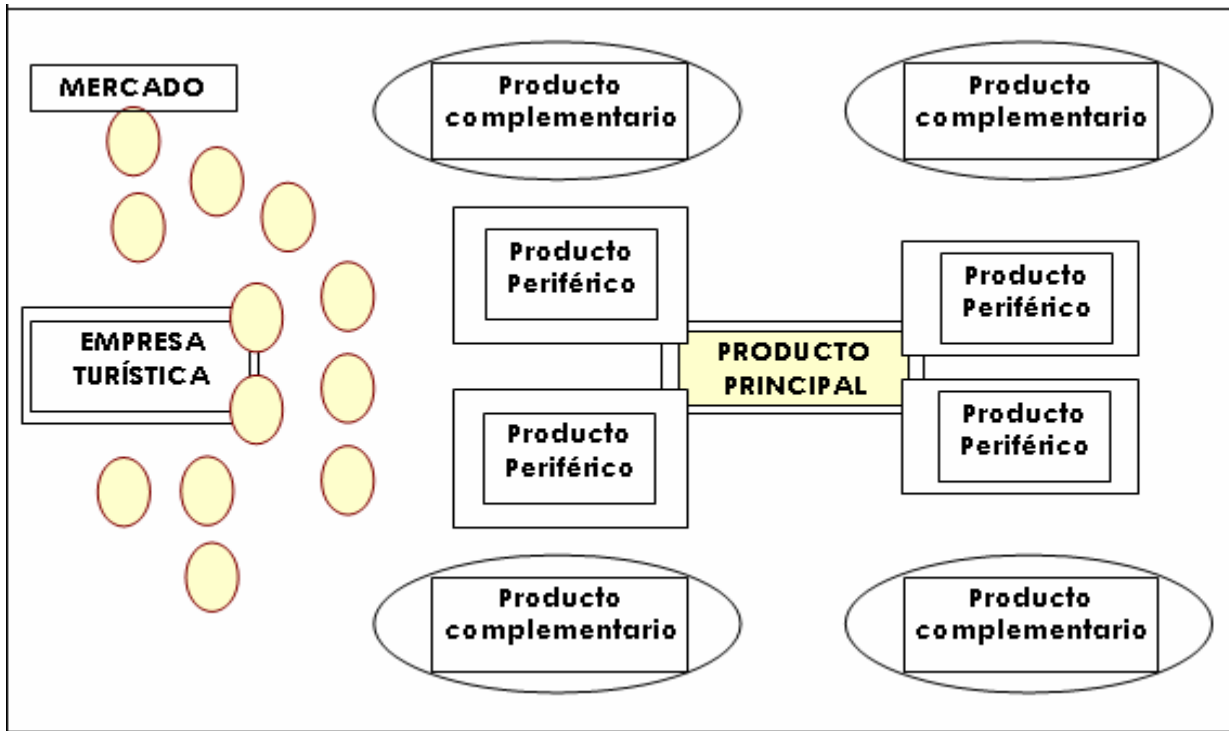 MERCADO
Producto
complementario
Producto
complementario
Producto
Periférico
Producto
Periférico
EMPRESA
TURÍSTICA
PRODUCTO
PRINCIPAL
Producto
Periférico
Producto
Periférico
Producto
complementario
Producto
complementario